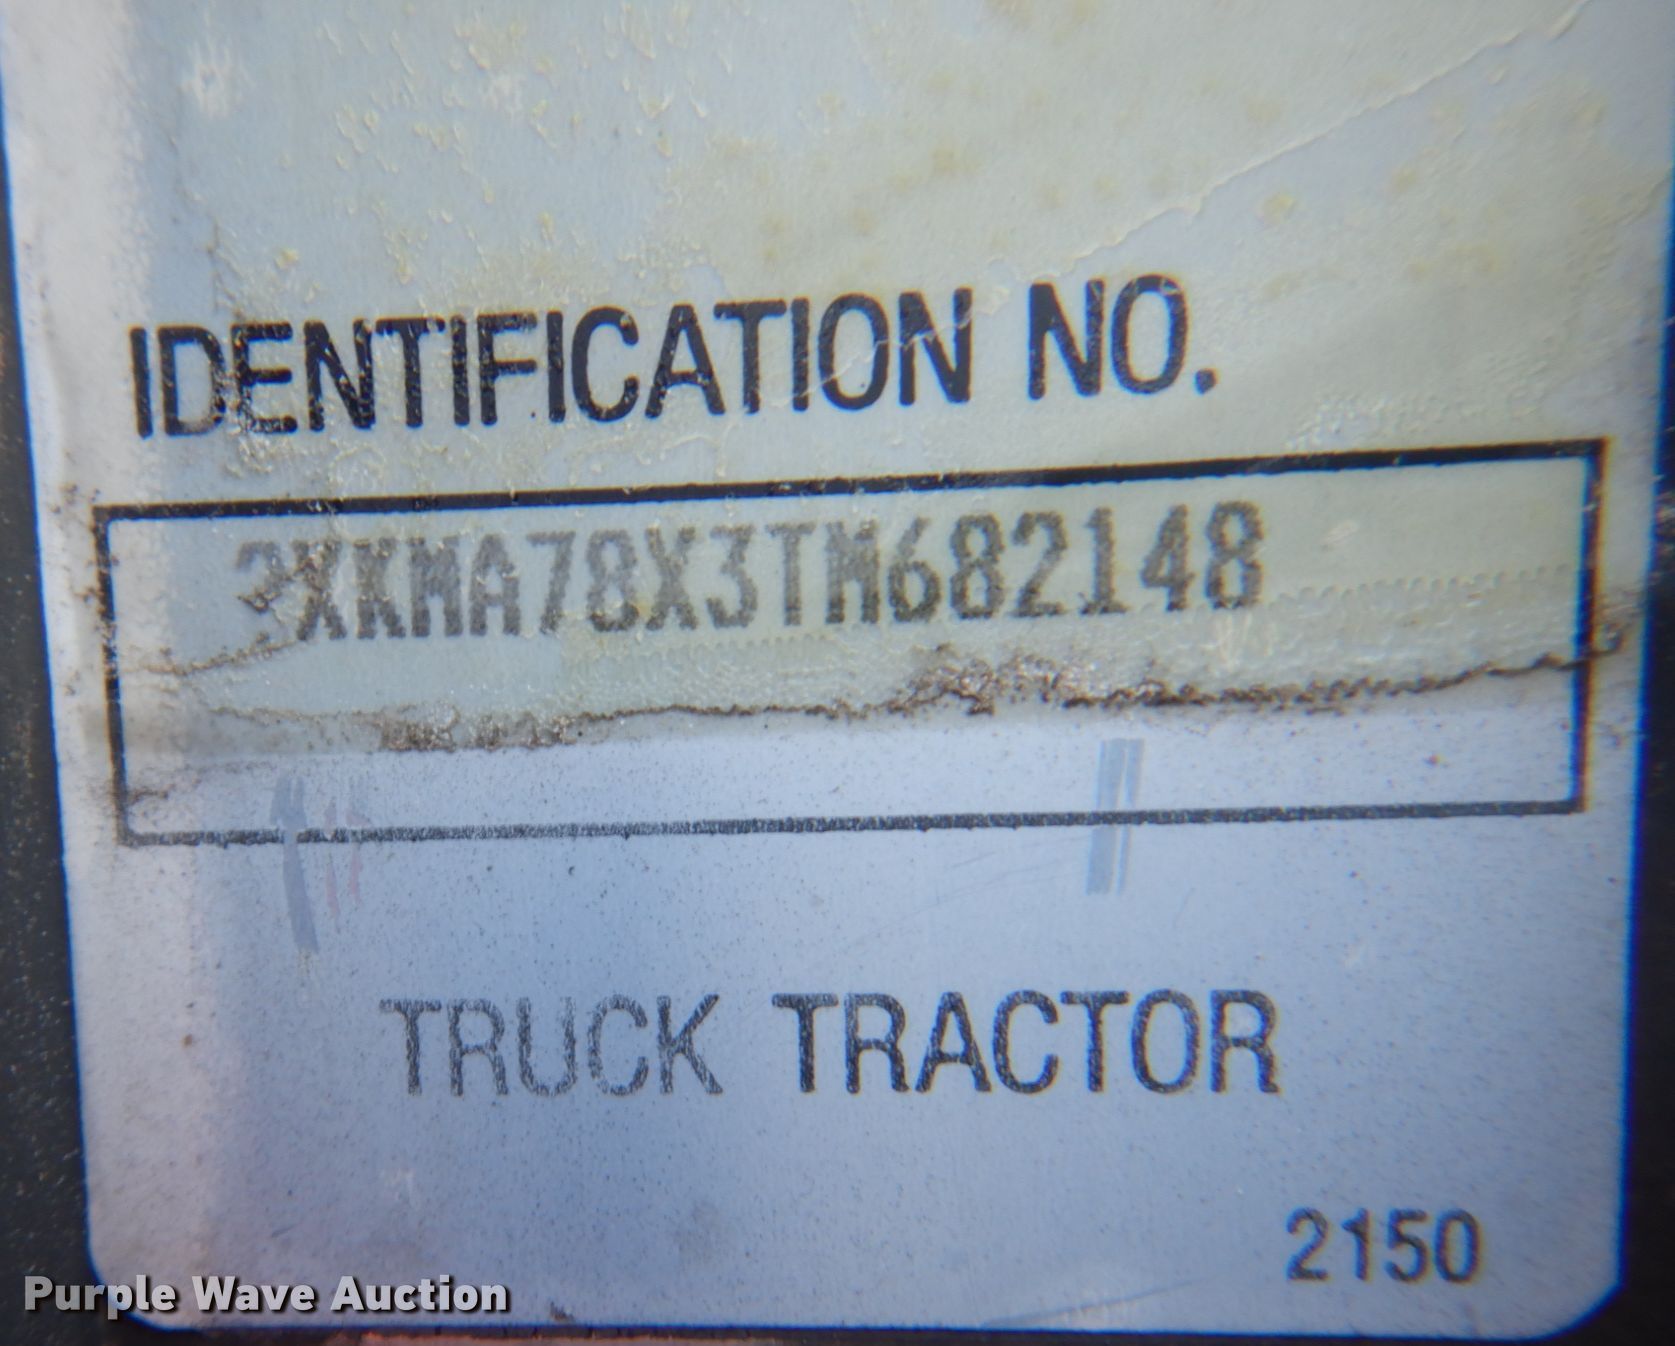 IDENTIFICATION NO.
2XKMA78X3TM682148
TRUCK TRACTOR
2150
Purple Wave Auction